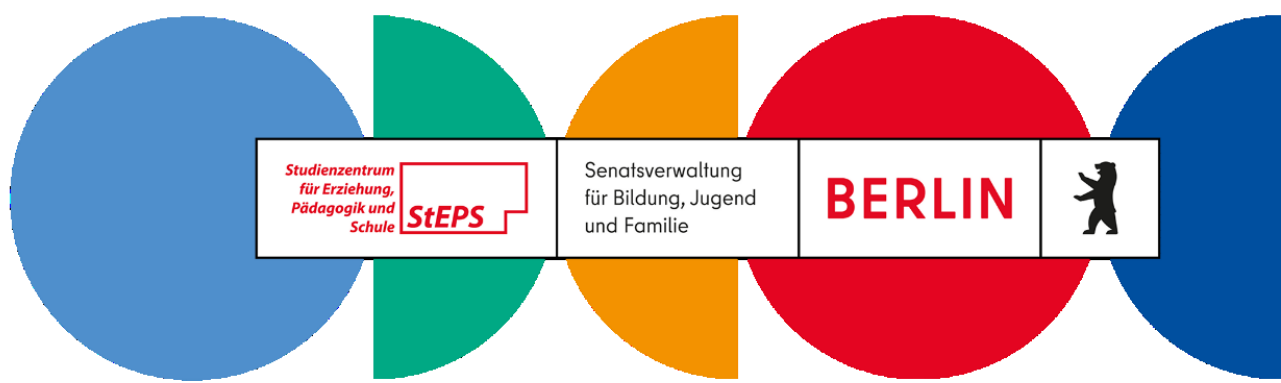 Studienzentrum
für Erziehung,
Pädagogik und
Schule
StEPS
Senatsverwaltung
für Bildung, Jugend
und Familie
BERLIN